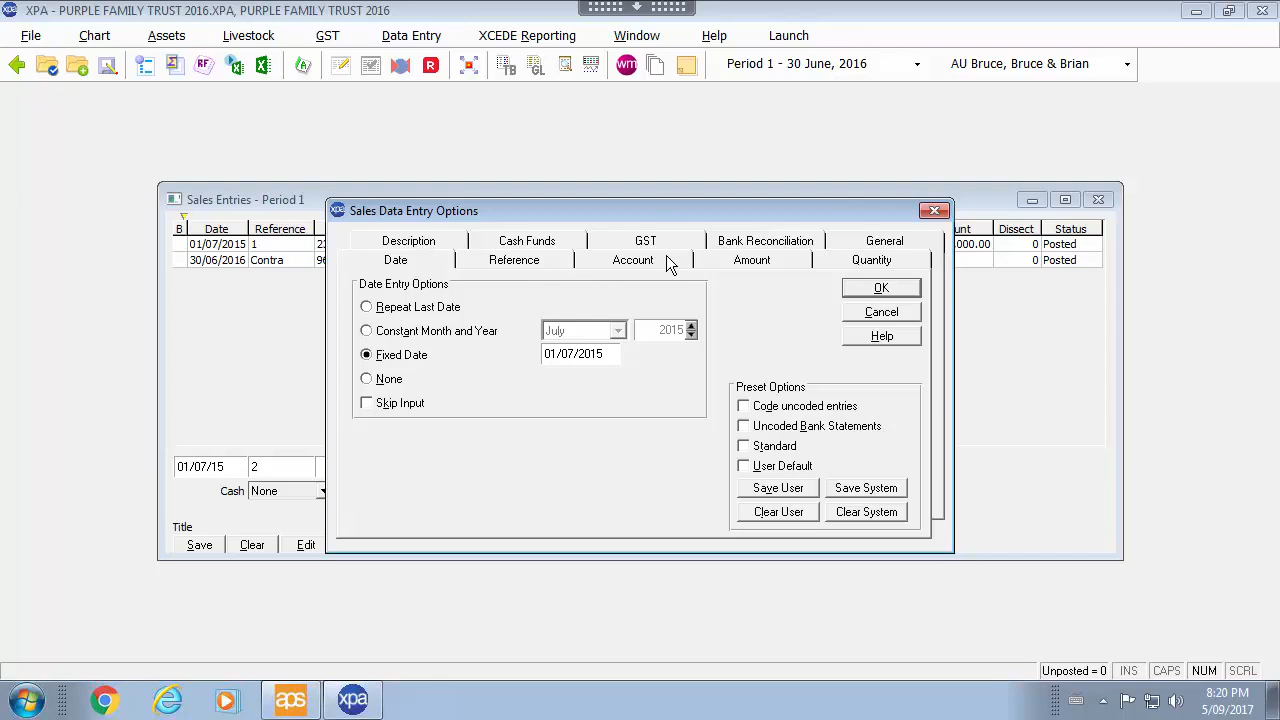 XPA - PURPLE FAMILY TRUST 2016.XPA, PURPLE FAMILY TRUST 2016
File Chart Assets Livestock GST Data Entry XCEDE Reporting Window Help Launch
RF R TB GL wm Period 1 - 30 June, 2016 AU Bruce, Bruce & Brian
Sales Entries - Period 1
B Date Reference Dissect Status
01/07/2015 1 000.00 0 Posted
30/06/2016 Contra 0 Posted
01/07/15 2
Cash None
Title
Save Clear Edit
xpa Sales Data Entry Options
Description Cash Funds GST Bank Reconciliation General
Date Reference Account Amount Quantity
Date Entry Options
Repeat Last Date
Constant Month and Year July 2015
Fixed Date 01/07/2015
None
Skip Input
OK
Cancel
Help
Preset Options
Code uncoded entries
Uncoded Bank Statements
Standard
User Default
Save User Save System
Clear User Clear System
Unposted = 0 INS CAPS NUM SCRL
aps xpa
8:20 PM
5/09/2017